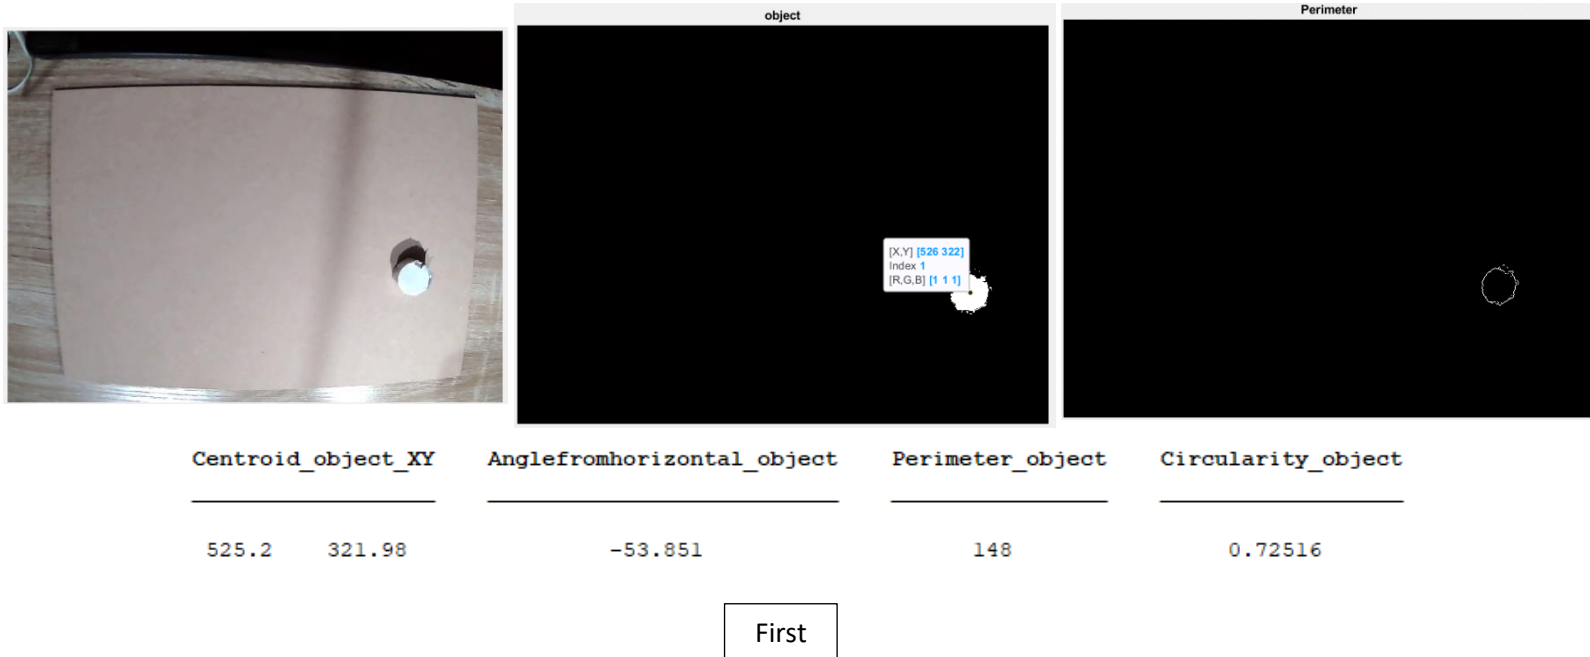 object
Perimeter
[X,Y] [526 322]
Index 1
[R,G,B] [1 1 1]
Centroid_object_XY Anglefromhorizontal_object Perimeter_object Circularity_object
525.2 321.98 -53.851 148 0.72516
First